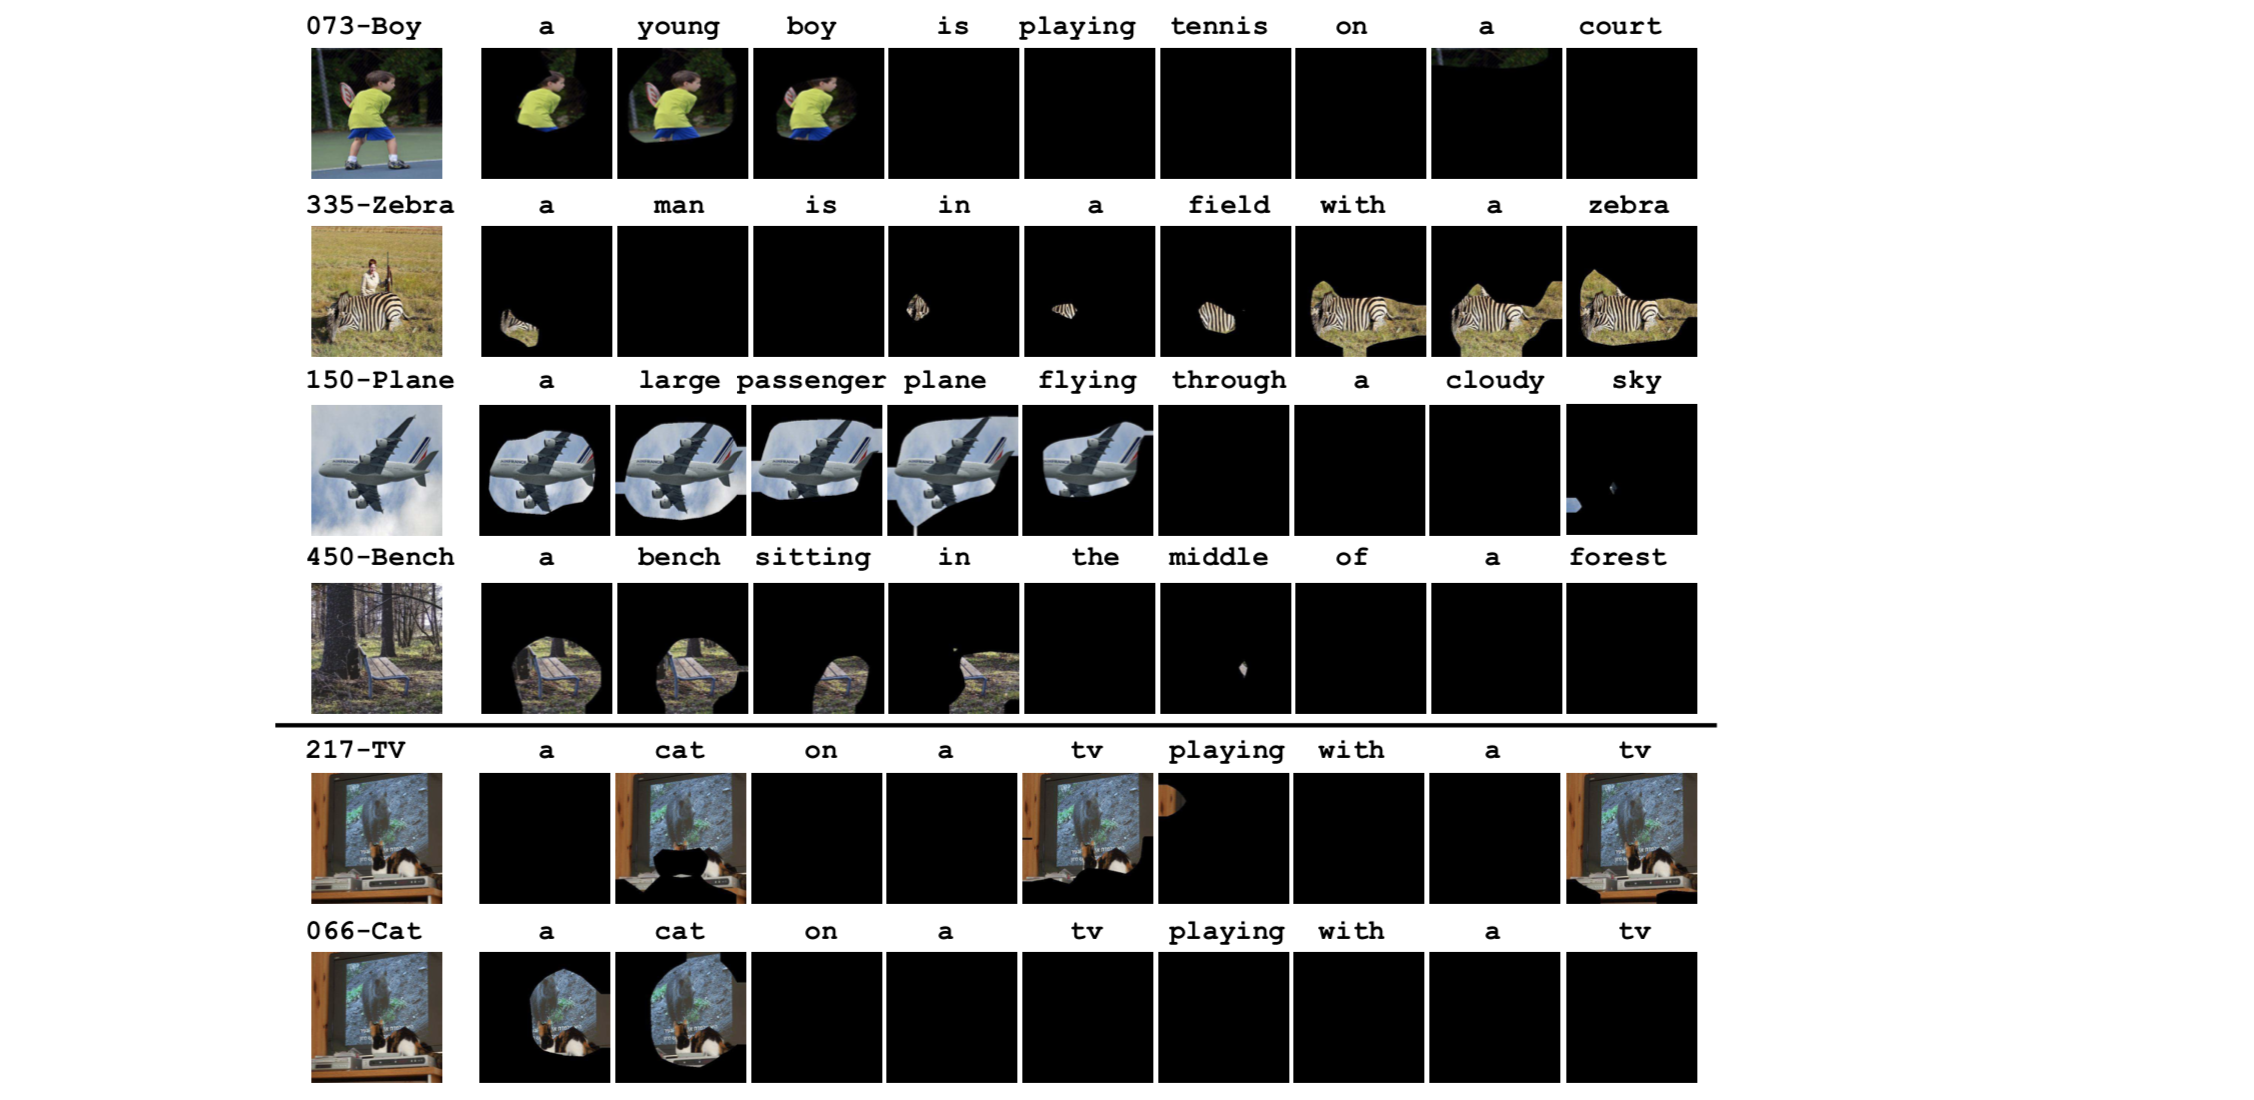 073-Boy a young boy is playing tennis on a court
335-Zebra a man is in a field with a zebra
150-Plane a large passenger plane flying through a cloudy sky
450-Bench a bench sitting in the middle of a forest
217-TV a cat on a tv playing with a tv
066-Cat a cat on a tv playing with a tv